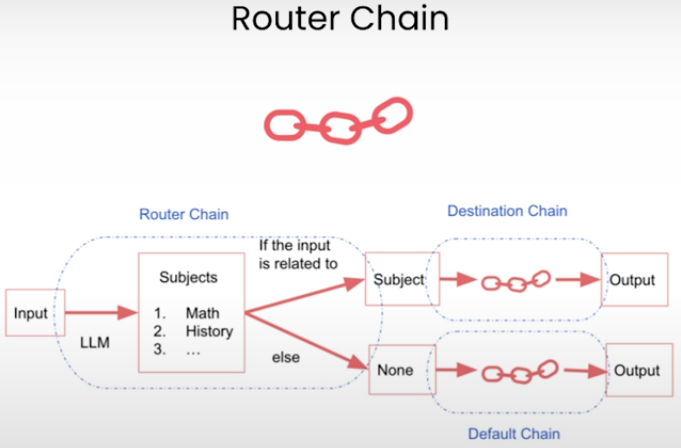 Router Chain
Router Chain
Destination Chain
If the input
is related to
Subjects
1. Math
2. History
3. ...
Input
LLM
else
Subject
Output
None
Output
Default Chain